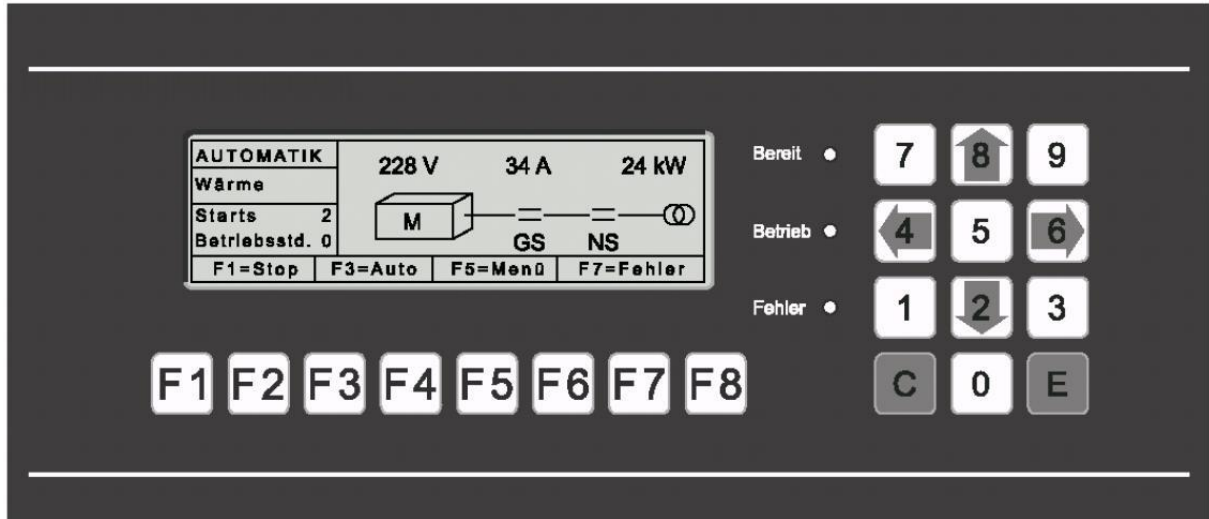 AUTOMATIK
Wärme
Starts 2
Betriebsstd. 0
228 V 34 A 24 kW
M
GS NS
F1=Stop F3=Auto F5=Menü F7=Fehler
Bereit
Betrieb
Fehler
7 8 9
4 5 6
1 2 3
C 0 E
F1 F2 F3 F4 F5 F6 F7 F8